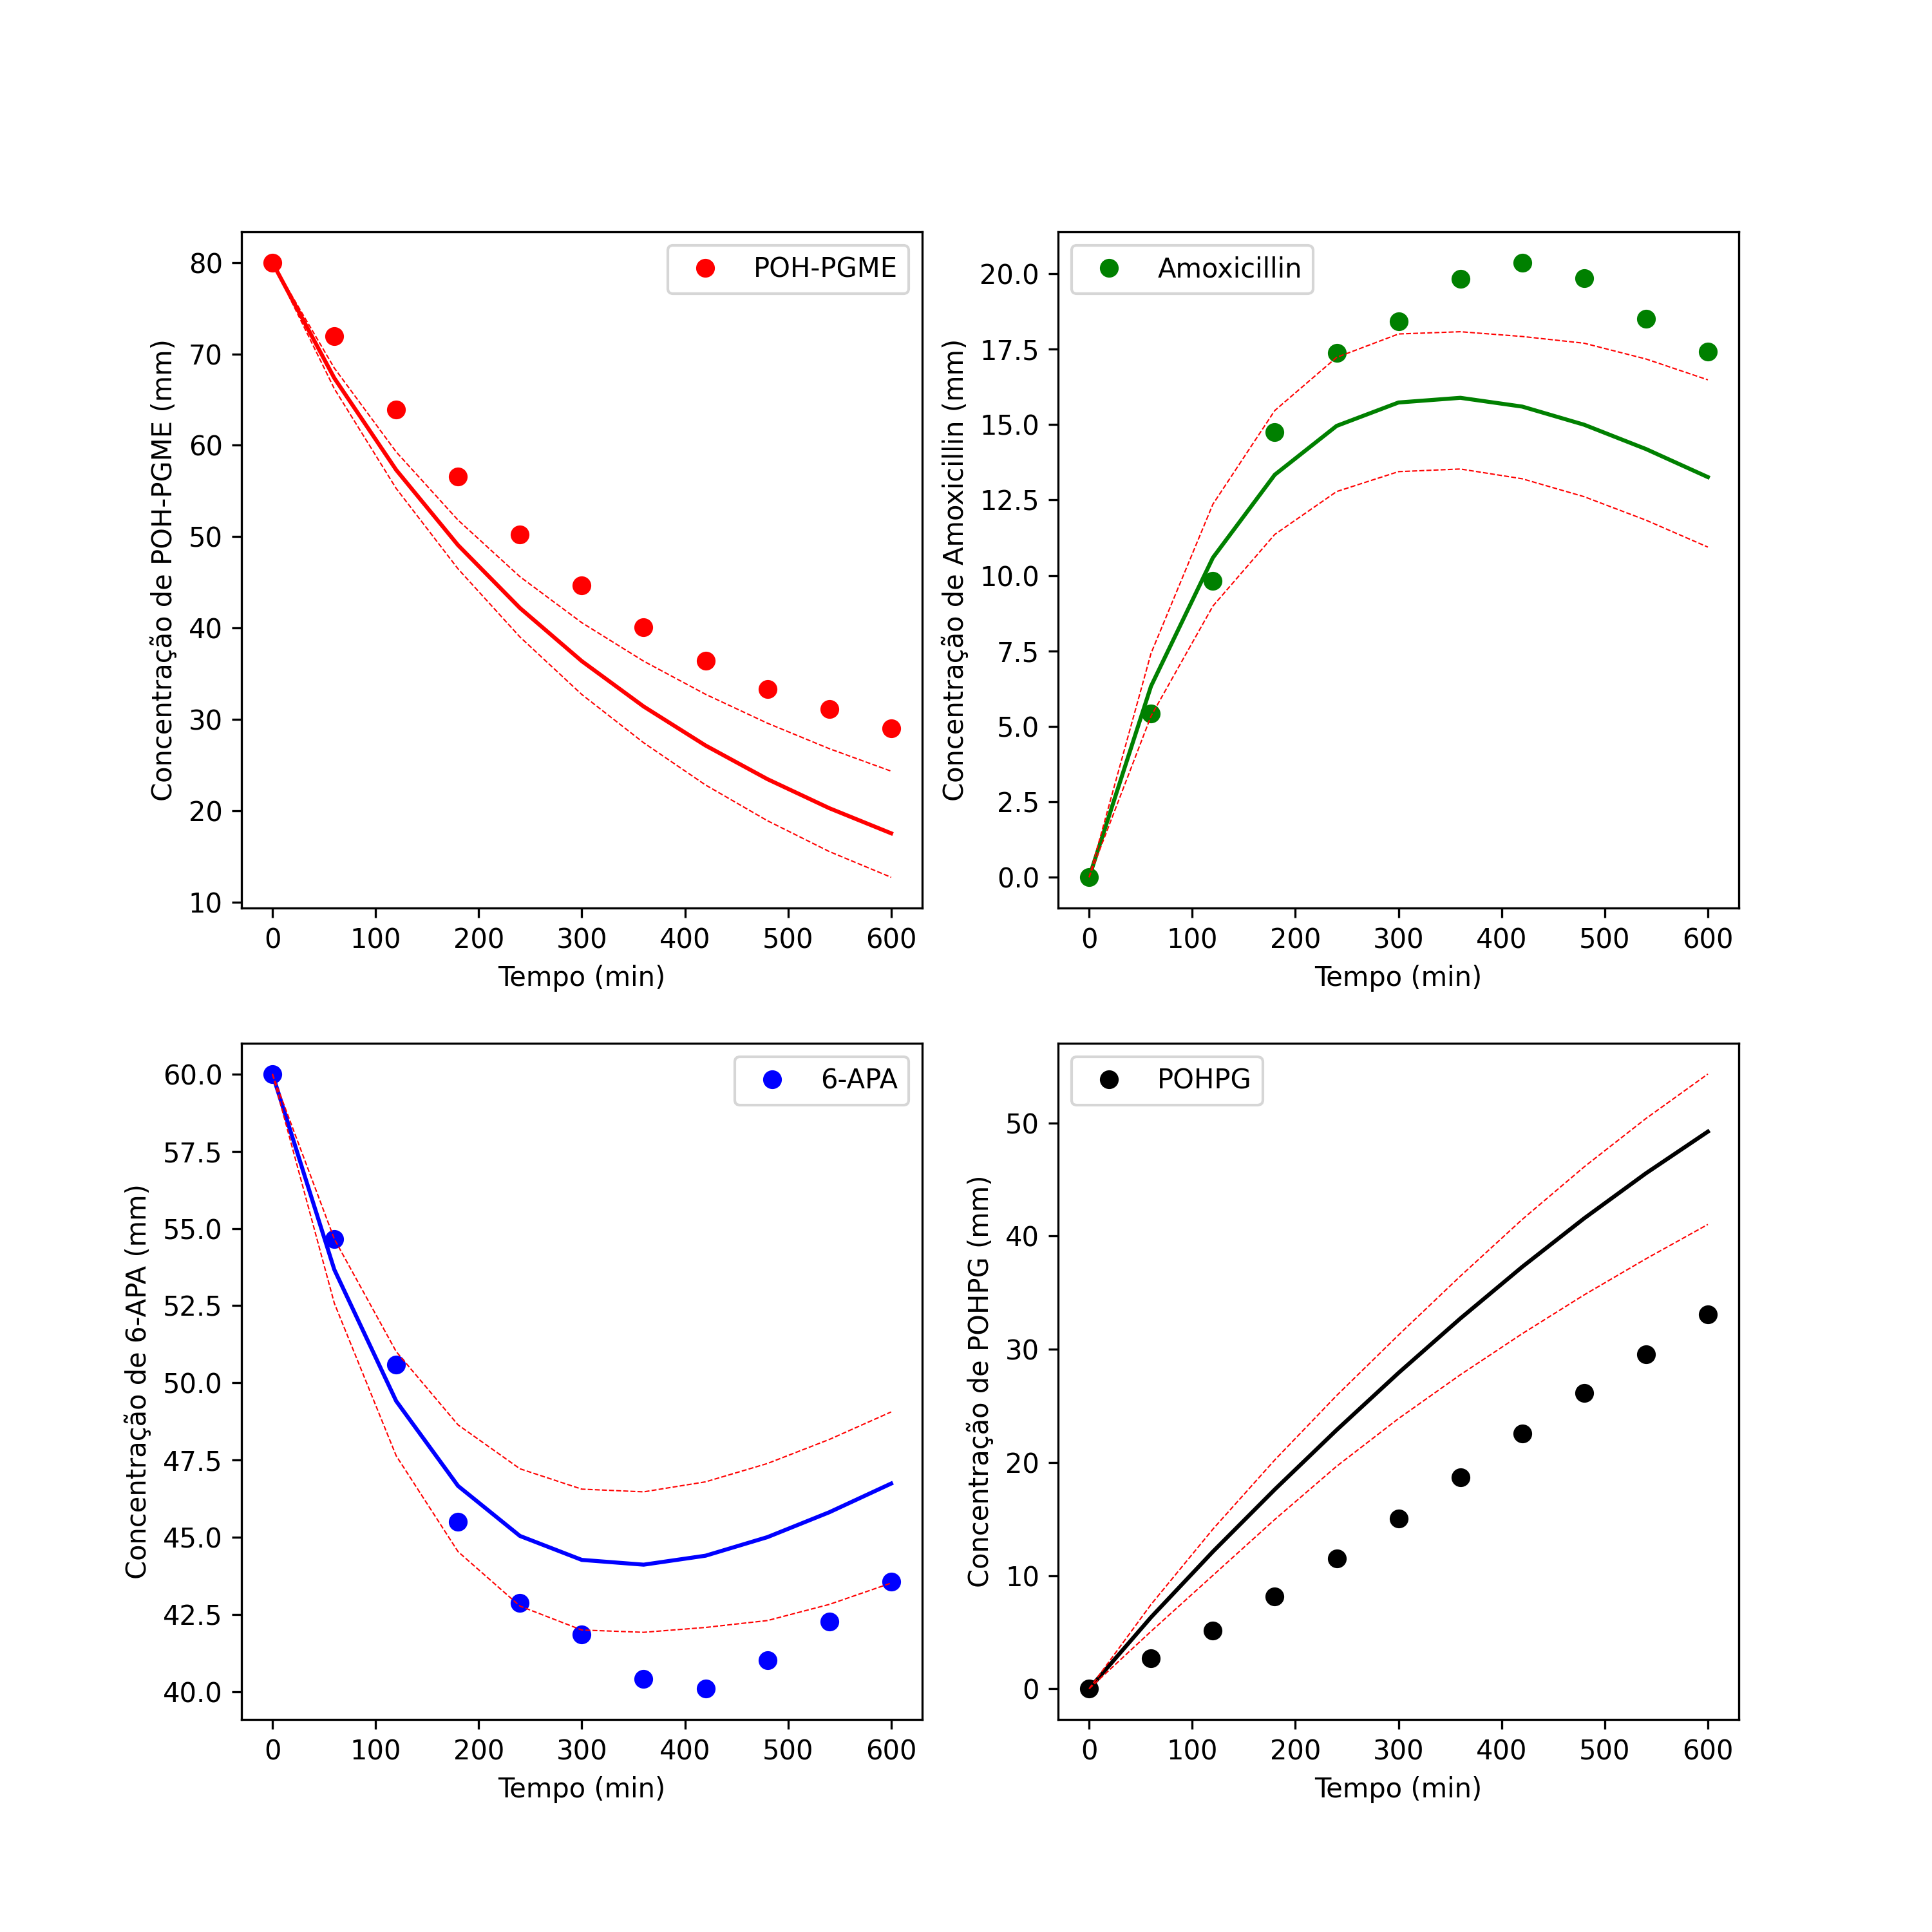 POH-PGME
Concentração de POH-PGME (mm)
80
70
60
50
40
30
20
10
0 100 200 300 400 500 600
Tempo (min)
Amoxicillin
Concentração de Amoxicillin (mm)
20.0
17.5
15.0
12.5
10.0
7.5
5.0
2.5
0.0
0 100 200 300 400 500 600
Tempo (min)
6-APA
Concentração de 6-APA (mm)
60.0
57.5
55.0
52.5
50.0
47.5
45.0
42.5
40.0
0 100 200 300 400 500 600
Tempo (min)
POHPG
Concentração de POHPG (mm)
50
40
30
20
10
0
0 100 200 300 400 500 600
Tempo (min)